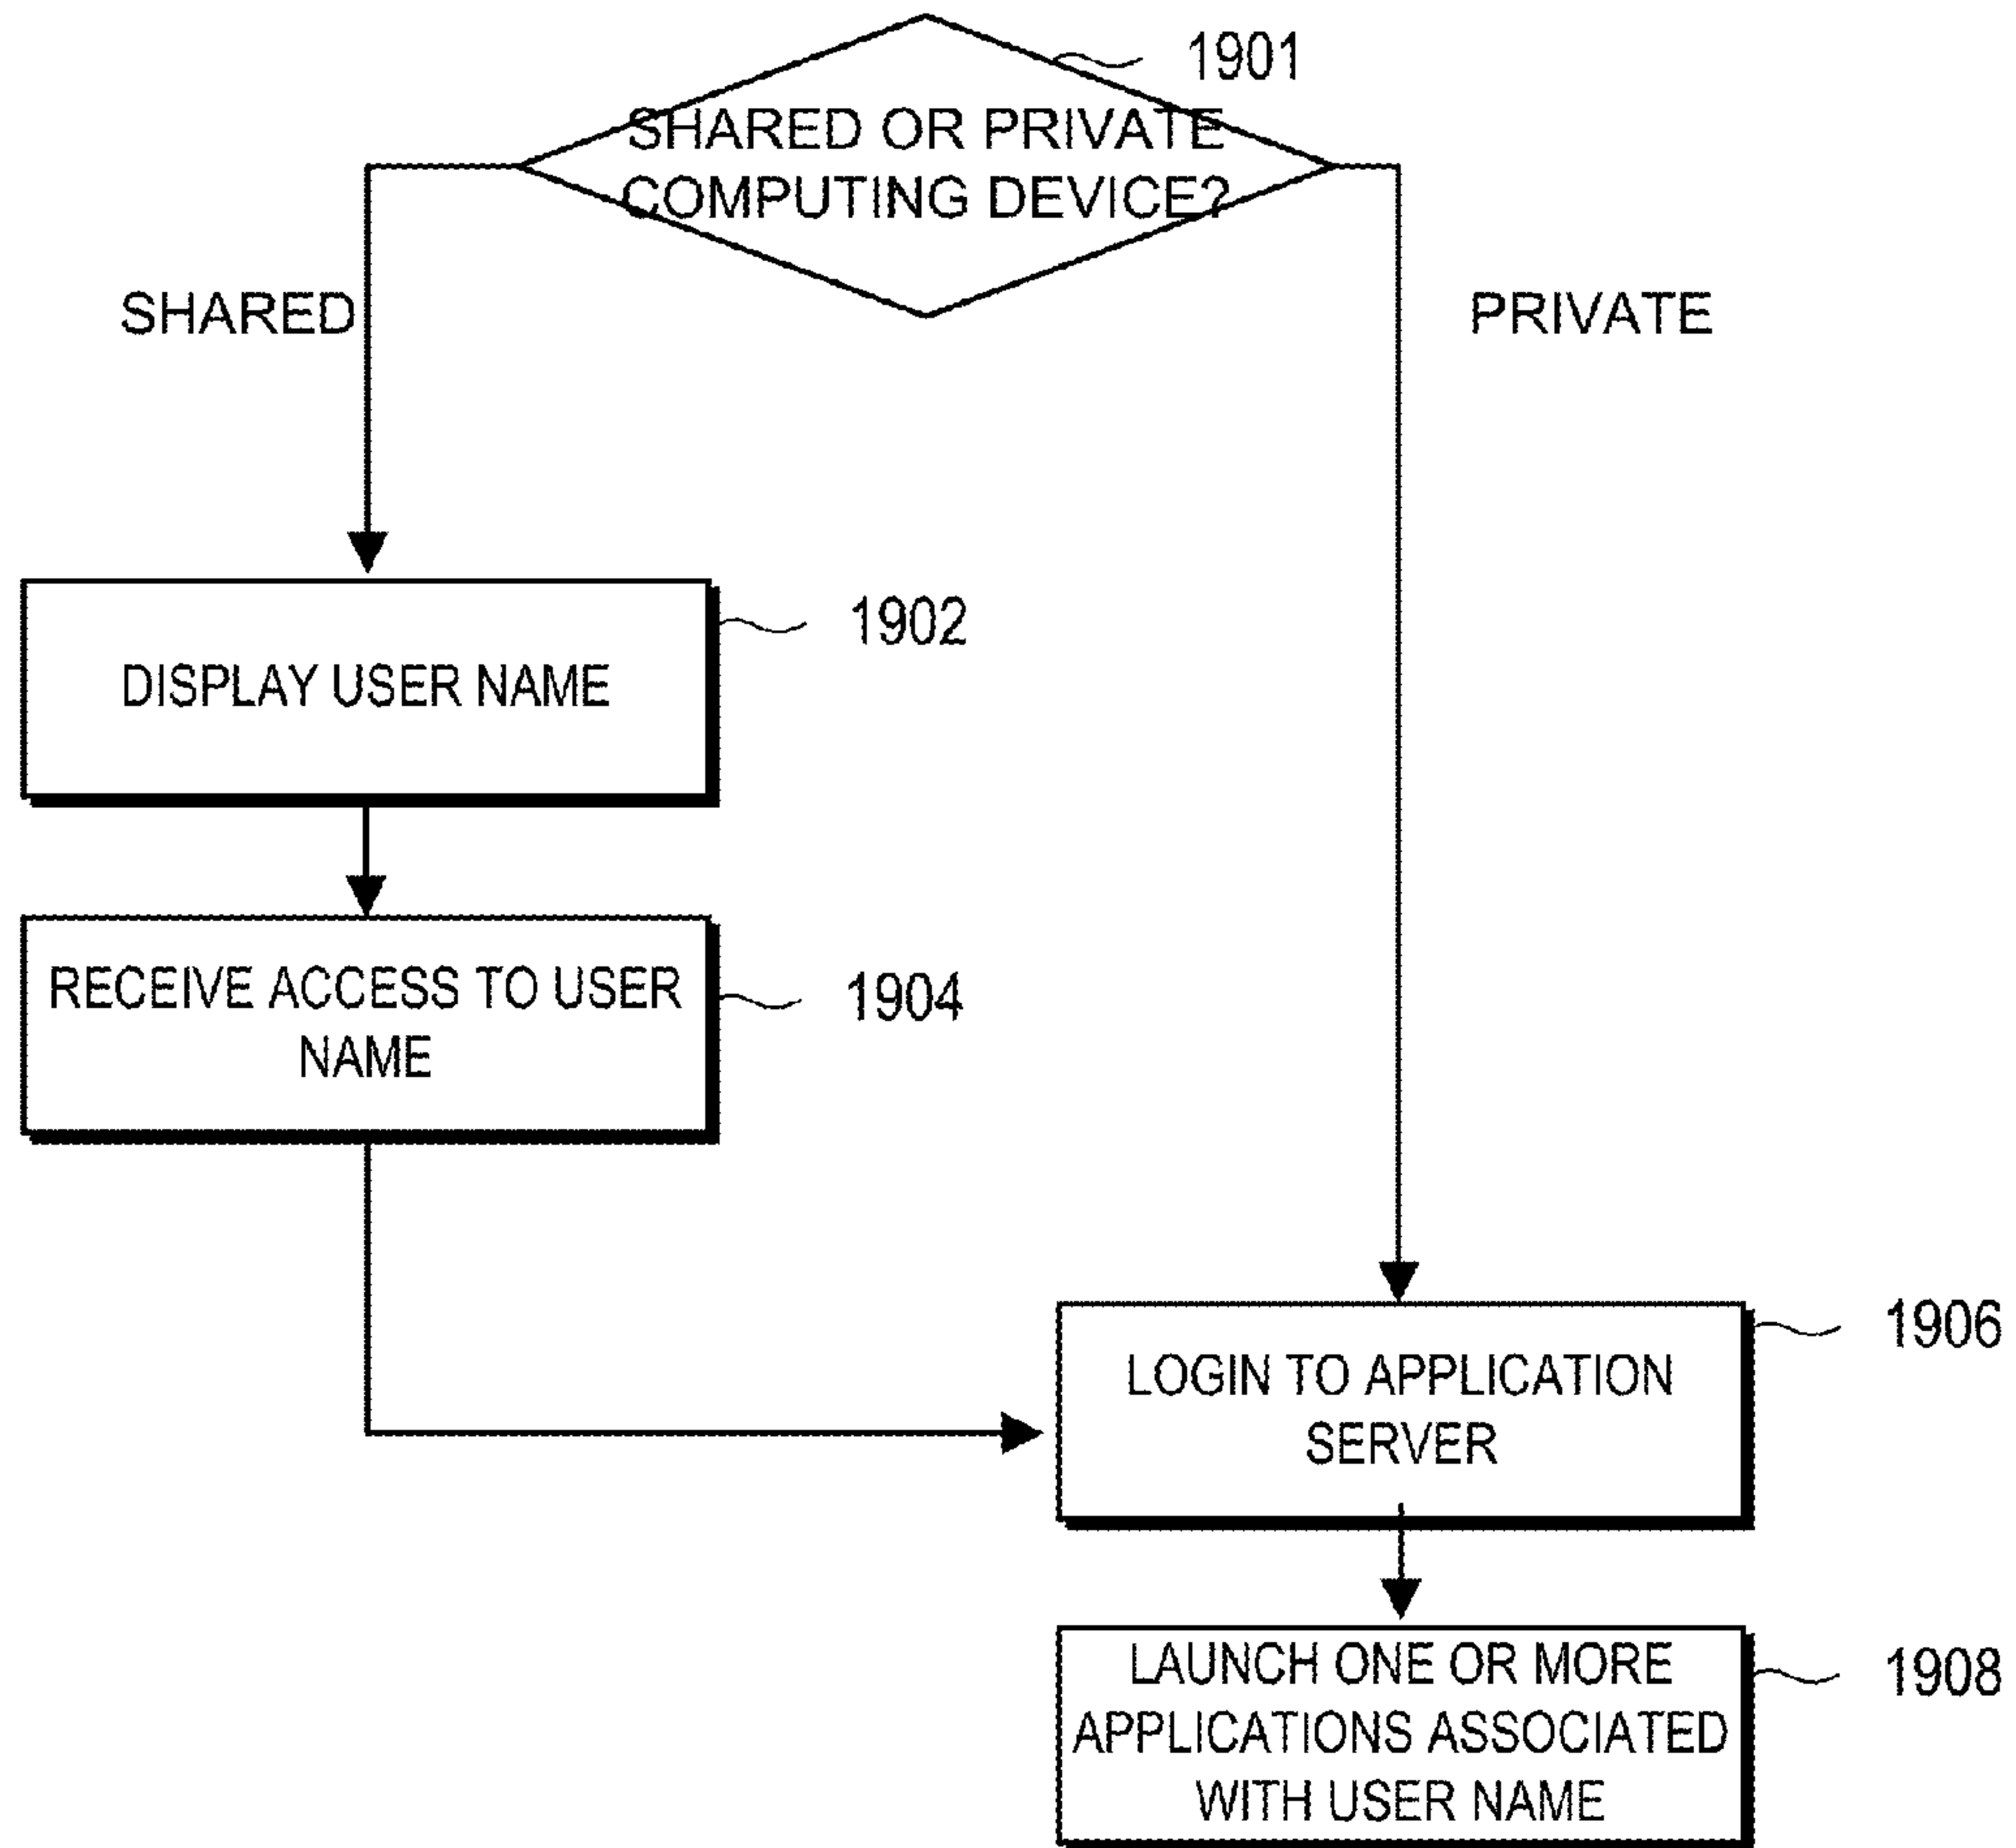 1901
SHARED OR PRIVATE
COMPUTING DEVICE?
SHARED
PRIVATE
1902
DISPLAY USER NAME
RECEIVE ACCESS TO USER
NAME
1904
1906
LOGIN TO APPLICATION
SERVER
LAUNCH ONE OR MORE
APPLICATIONS ASSOCIATED
WITH USER NAME
1908